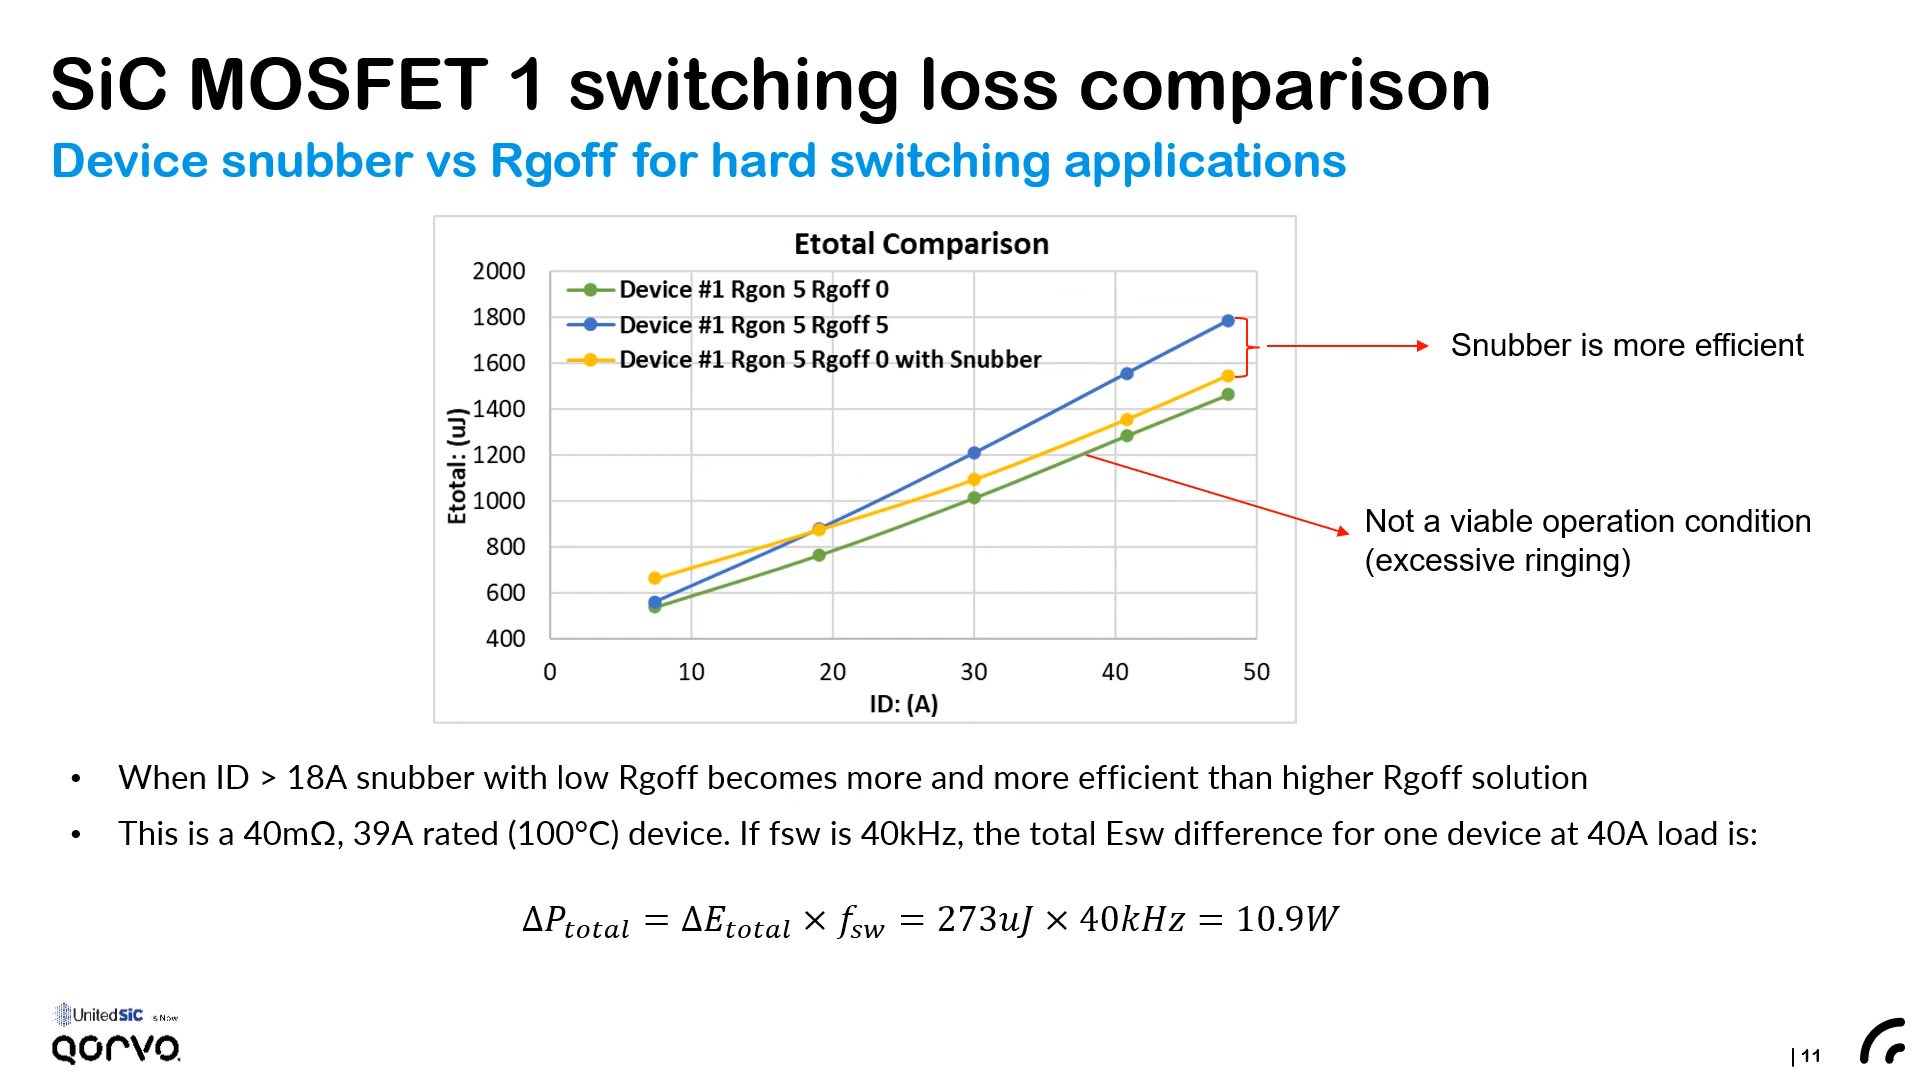 SiC MOSFET 1 switching loss comparison
Device snubber vs Rgoff for hard switching applications
Etotal Comparison
2000
1800
1600
1400
1200
1000
800
600
400
Etotal: (uJ)
Device #1 Rgon 5 Rgoff 0
Device #1 Rgon 5 Rgoff 5
Device #1 Rgon 5 Rgoff 0 with Snubber
0 10 20 30 40 50
ID: (A)
Snubber is more efficient
Not a viable operation condition
(excessive ringing)
• When ID > 18A snubber with low Rgoff becomes more and more efficient than higher Rgoff solution
• This is a 40mΩ, 39A rated (100°C) device. If fsw is 40kHz, the total Esw difference for one device at 40A load is:
ΔP_total = ΔE_total × f_sw = 273uJ × 40kHz = 10.9W
UnitedSiC is Now
QORVO
| 11